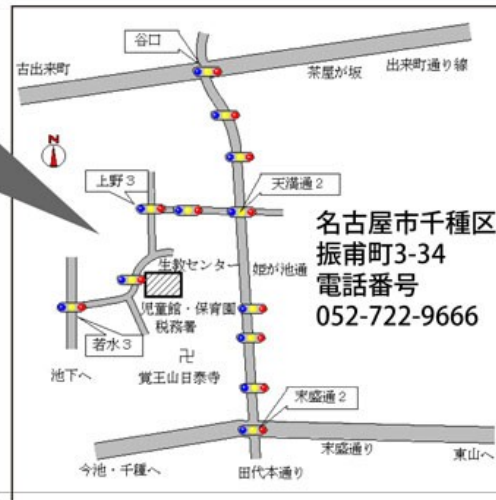 谷口
古出来町
茶屋が坂
出来町通り線
N
上野3
天満通2
名古屋市千種区
振甫町3-34
電話番号
052-722-9666
生教センター
姫が池通
児童館・保育園
税務署
若水3
卍
覚王山日泰寺
池下へ
末盛通2
今池・千種へ
田代本通り
末盛通り
東山へ